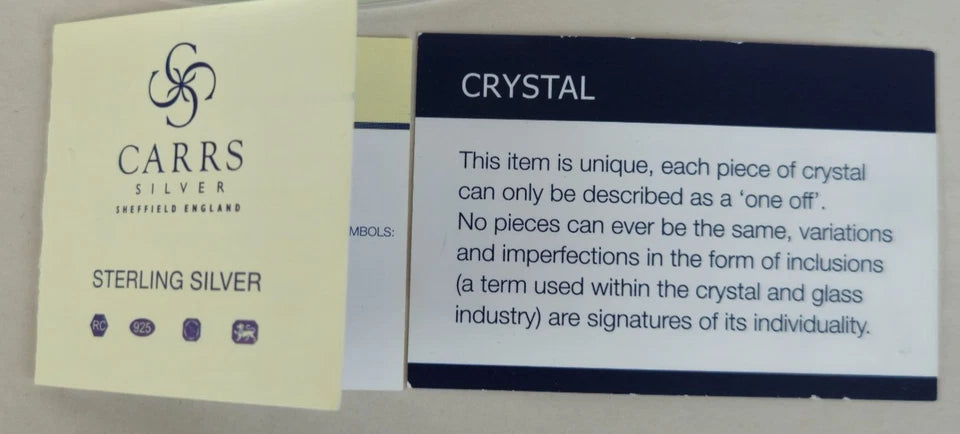 CARRS
SILVER
SHEFFIELD ENGLAND
STERLING SILVER
RC 925
MBOLS:
CRYSTAL
This item is unique, each piece of crystal
can only be described as a ‘one off’.
No pieces can ever be the same, variations
and imperfections in the form of inclusions
(a term used within the crystal and glass
industry) are signatures of its individuality.